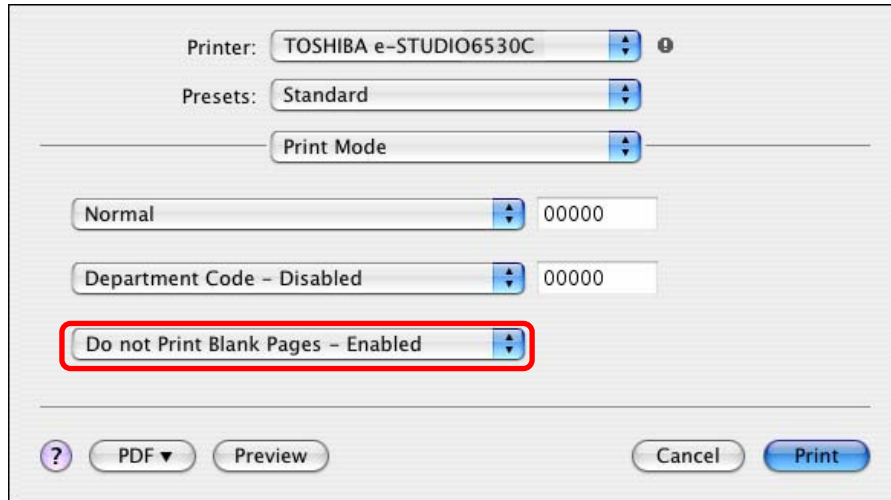 Printer: TOSHIBA e-STUDIO6530C
Presets: Standard
Print Mode
Normal 00000
Department Code – Disabled 00000
Do not Print Blank Pages – Enabled
? PDF ▼ Preview Cancel Print